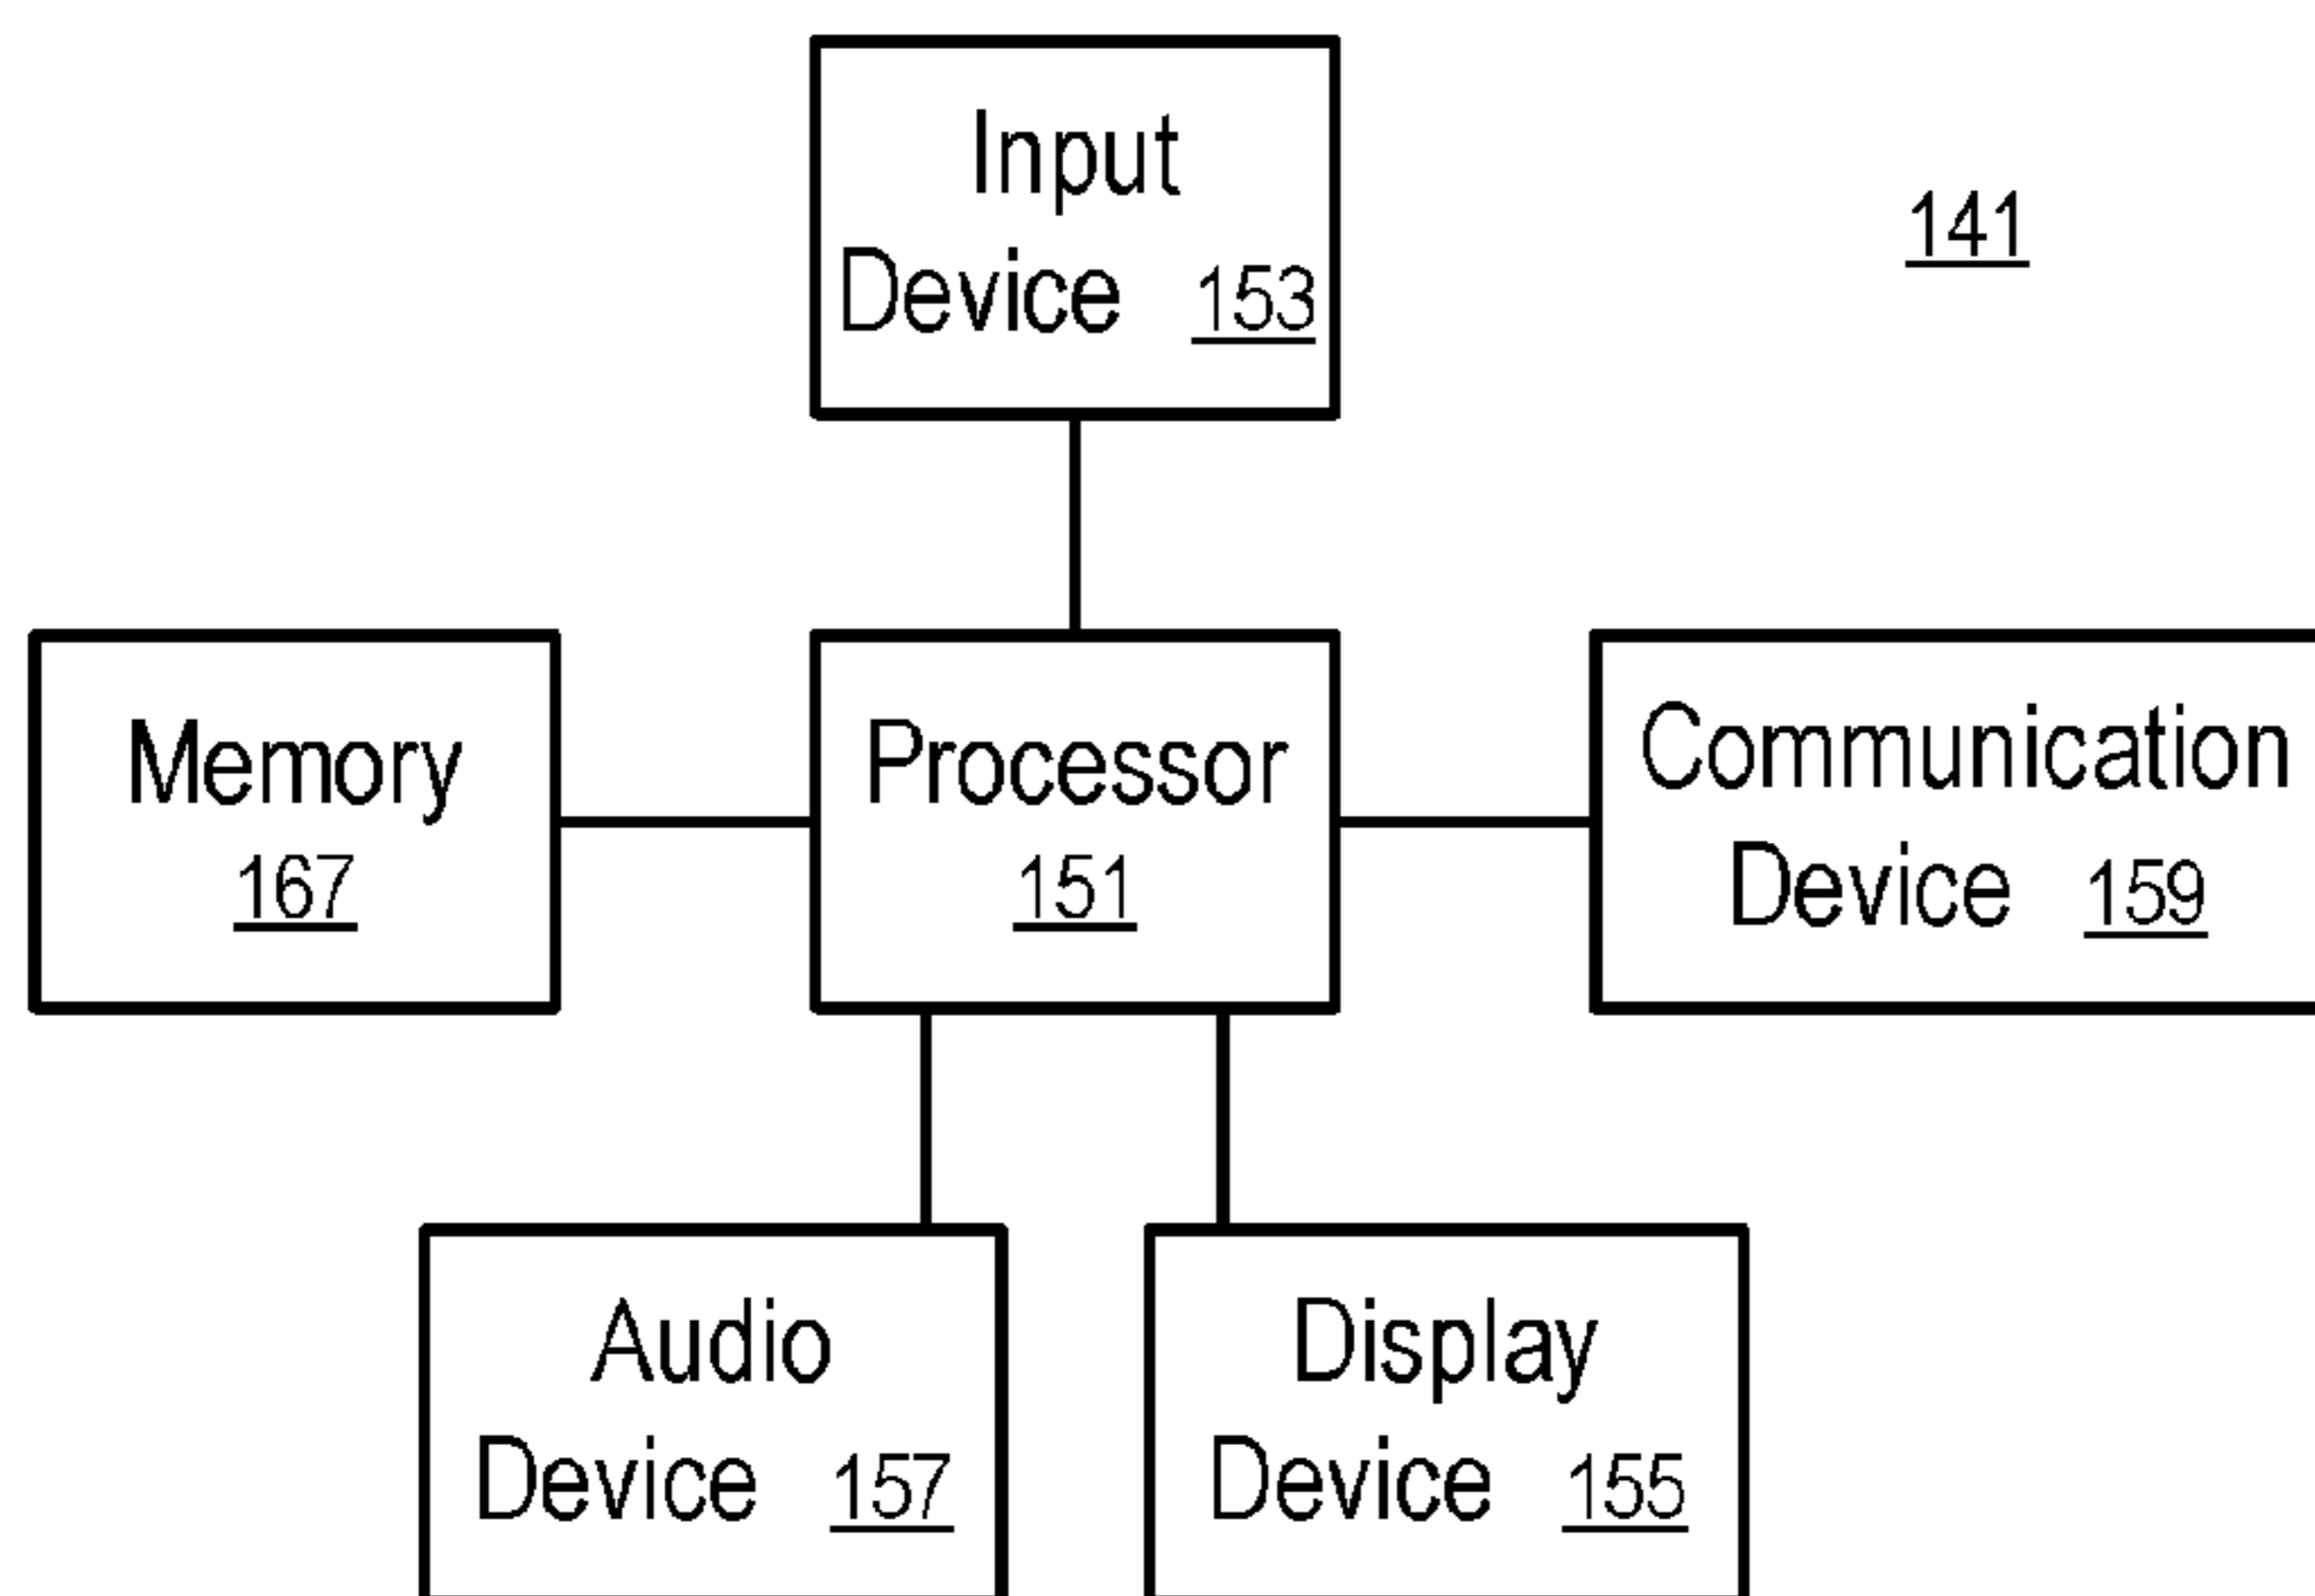 Input
Device 153
141
Memory
167
Processor
151
Communication
Device 159
Audio
Device 157
Display
Device 155